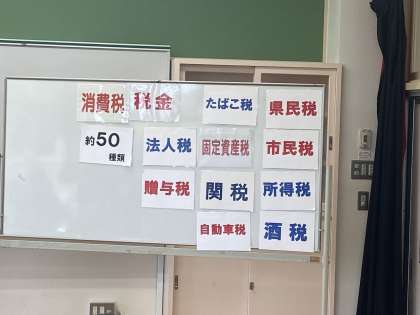 消費税 税金 たばこ税 県民税
約50
種類
法人税 固定資産税 市民税
贈与税 関税 所得税
自動車税 酒税